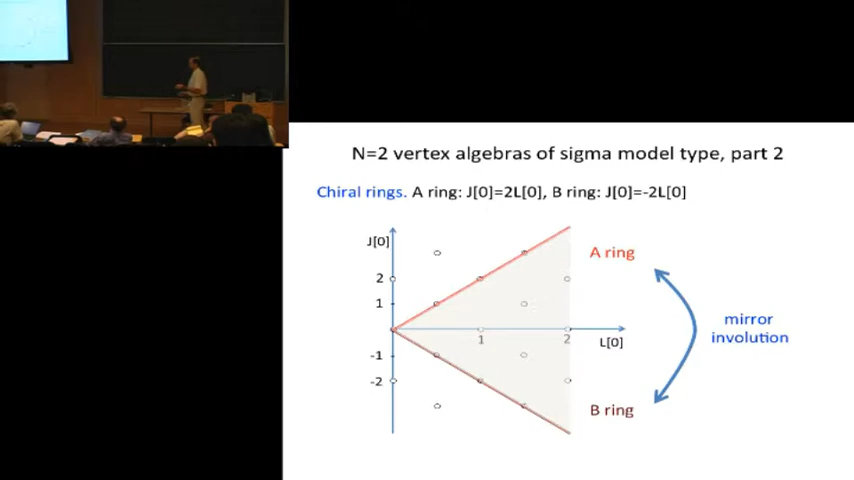 N=2 vertex algebras of sigma model type, part 2
Chiral rings. A ring: J[0]=2L[0], B ring: J[0]=-2L[0]
J[0]
A ring
2
1
mirror
involution
1
2
L[0]
-1
-2
B ring